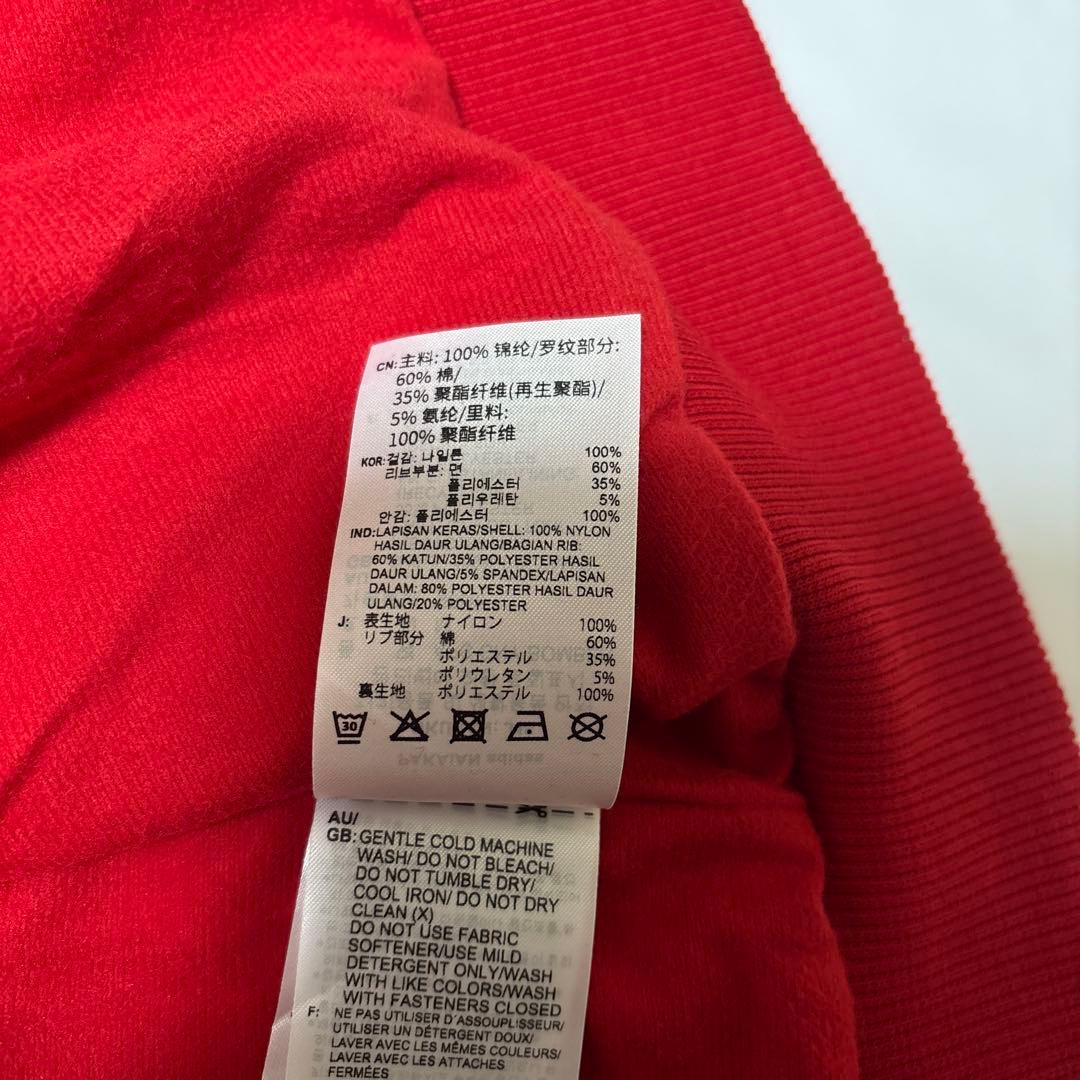 CN:主料: 100% 锦纶/罗纹部分:
60% 棉/
35% 聚酯纤维(再生聚酯)/
5% 氨纶/里料:
100% 聚酯纤维
KOR:겉감: 나일론 100%
리브부분: 면 60%
폴리에스터 35%
폴리우레탄 5%
안감: 폴리에스터 100%
IND:LAPISAN KERAS/SHELL: 100% NYLON
HASIL DAUR ULANG/BAGIAN RIB:
60% KATUN/35% POLYESTER HASIL
DAUR ULANG/5% SPANDEX/LAPISAN
DALAM: 80% POLYESTER HASIL DAUR
ULANG/20% POLYESTER
J: 表生地 ナイロン 100%
リブ部分 綿 60%
ポリエステル 35%
ポリウレタン 5%
裏生地 ポリエステル 100%
30
AU/
GB:GENTLE COLD MACHINE
WASH/ DO NOT BLEACH/
DO NOT TUMBLE DRY/
COOL IRON/ DO NOT DRY
CLEAN (X)
DO NOT USE FABRIC
SOFTENER/USE MILD
DETERGENT ONLY/WASH
WITH LIKE COLORS/WASH
WITH FASTENERS CLOSED
F: NE PAS UTILISER D'ASSOUPLISSEUR/
UTILISER UN DÉTERGENT DOUX/
LAVER AVEC LES MÊMES COULEURS/
LAVER AVEC LES ATTACHES
FERMÉES